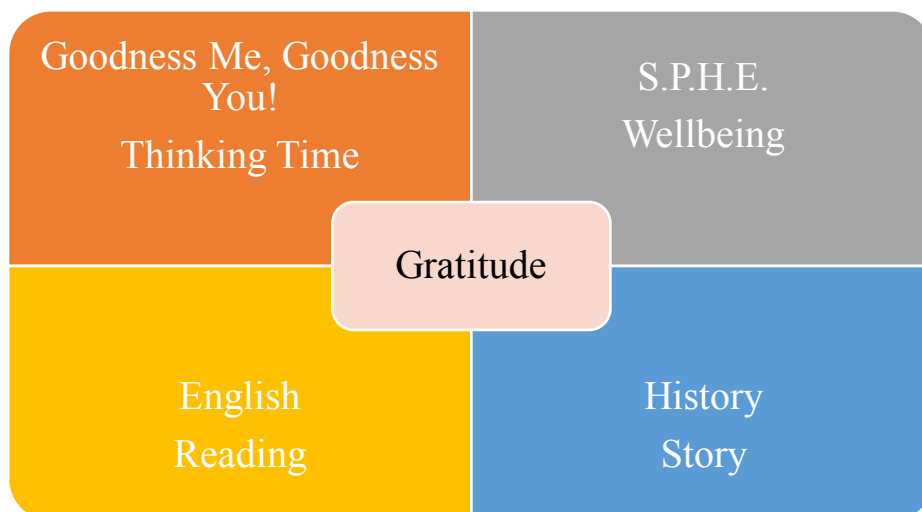 Goodness Me, Goodness
You!
Thinking Time
S.P.H.E.
Wellbeing
Gratitude
English
Reading
History
Story